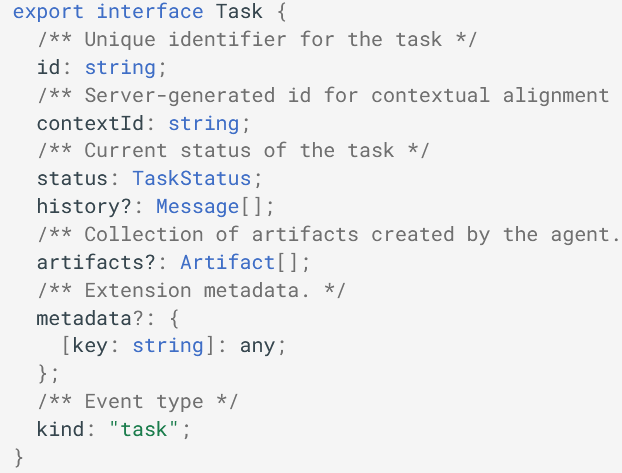 export interface Task {
/** Unique identifier for the task */
id: string;
/** Server-generated id for contextual alignment
contextId: string;
/** Current status of the task */
status: TaskStatus;
history?: Message[];
/** Collection of artifacts created by the agent.
artifacts?: Artifact[];
/** Extension metadata. */
metadata?: {
[key: string]: any;
};
/** Event type */
kind: "task";
}